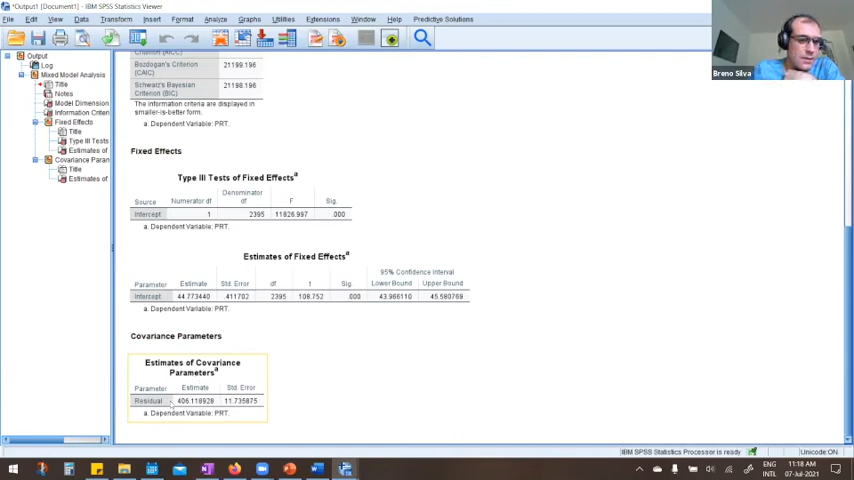 *Output1 [Document1] - IBM SPSS Statistics Viewer
File Edit View Data Transform Insert Format Analyze Graphs Utilities Extensions Window Help Predictive Solutions
Breno Silva
Output
Log
Mixed Model Analysis
Title
Notes
Model Dimension
Information Criteri
Fixed Effects
Title
Type III Tests
Estimates of
Covariance Param
Title
Estimates of
Criterion (AICC)
Bozdogan's Criterion
(CAIC)
21199.196
Schwarz's Bayesian
Criterion (BIC)
21198.196
The information criteria are displayed in
smaller-is-better form.
a. Dependent Variable: PRT.
Fixed Effects
Type III Tests of Fixed Effectsa
Source Numerator df Denominator df F Sig.
Intercept 1 2395 11826.997 .000
a. Dependent Variable: PRT.
Estimates of Fixed Effectsa
95% Confidence Interval
Parameter Estimate Std. Error df t Sig. Lower Bound Upper Bound
Intercept 44.773440 .411702 2395 108.752 .000 43.966110 45.580769
a. Dependent Variable: PRT.
Covariance Parameters
Estimates of Covariance
Parametersa
Parameter Estimate Std. Error
Residual 406.118928 11.735875
a. Dependent Variable: PRT.
IBM SPSS Statistics Processor is ready Unicode:ON
ENG
INTL
11:18 AM
07-Jul-2021